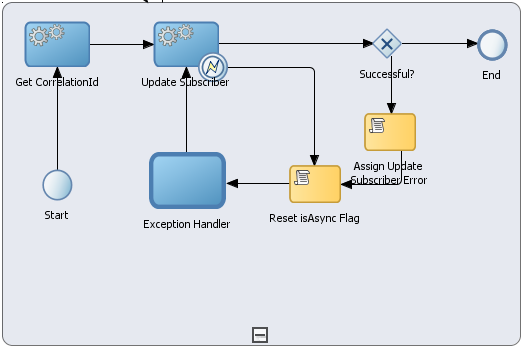 Get CorrelationId
Update Subscriber
Successful?
End
Assign Update
Subscriber Error
Start
Exception Handler
Reset isAsync Flag